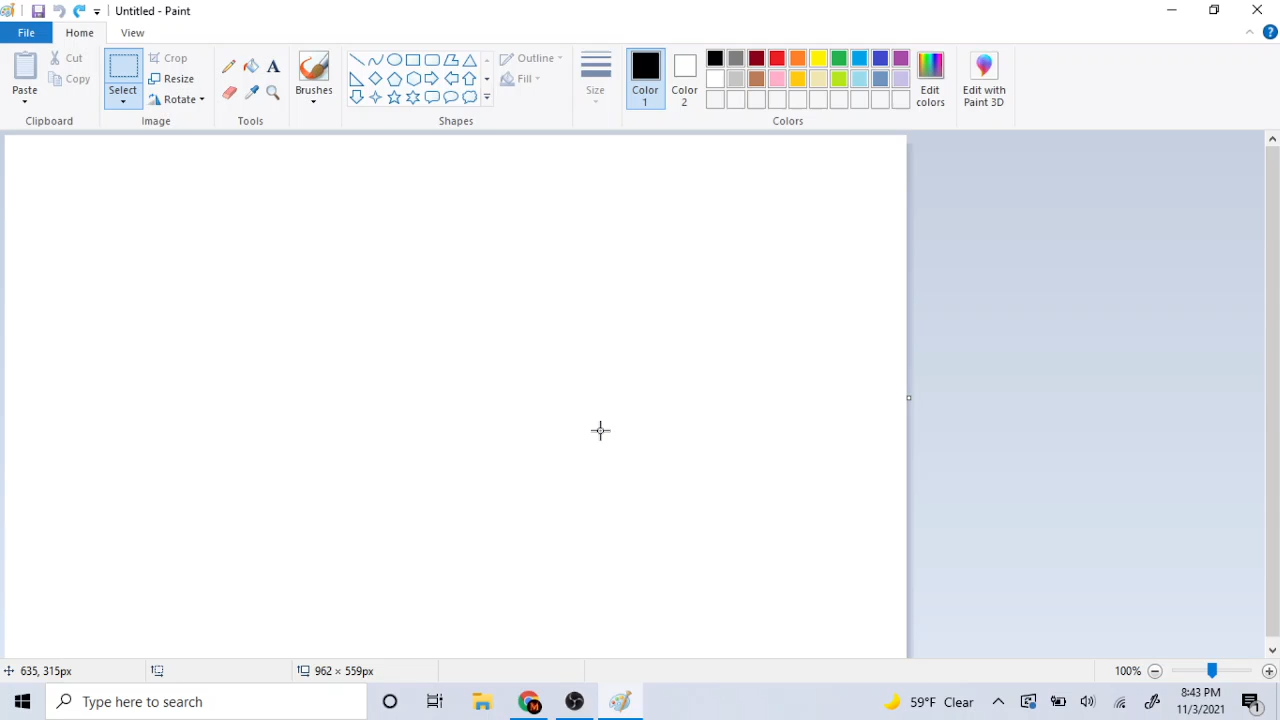 Untitled - Paint
File Home View
Paste Cut Copy Clipboard
Select Crop Resize Rotate Image
A Tools
Brushes
Shapes Outline Fill
Size
Color 1 Color 2 Edit colors Colors
Edit with Paint 3D
635, 315px 962 × 559px 100%
Type here to search M 59°F Clear 8:43 PM
11/3/2021 1